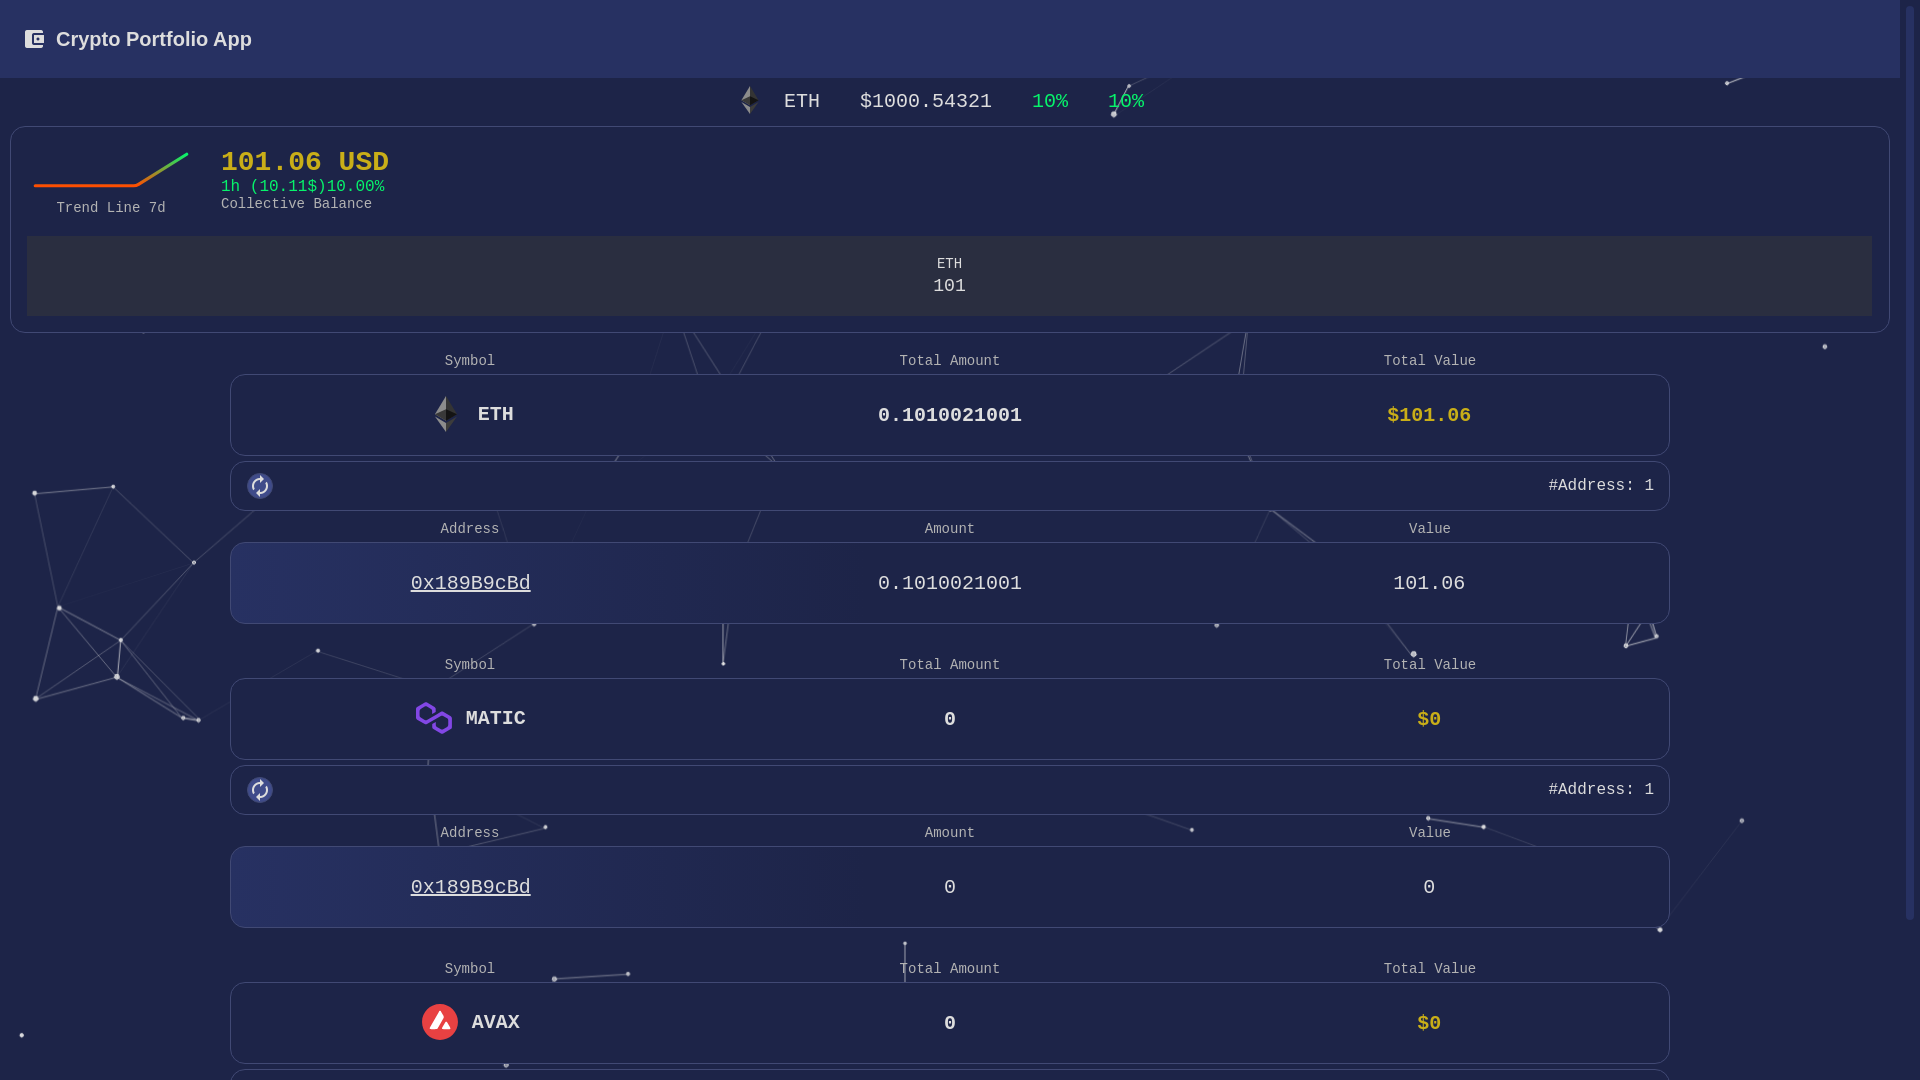 Crypto Portfolio App
ETH $1000.54321 10% 10%
101.06 USD
1h (10.11$)10.00%
Collective Balance
Trend Line 7d
ETH
101
Symbol Total Amount Total Value
ETH 0.1010021001 $101.06
#Address: 1
Address Amount Value
0x189B9cBd 0.1010021001 101.06
Symbol Total Amount Total Value
MATIC 0 $0
#Address: 1
Address Amount Value
0x189B9cBd 0 0
Symbol Total Amount Total Value
AVAX 0 $0